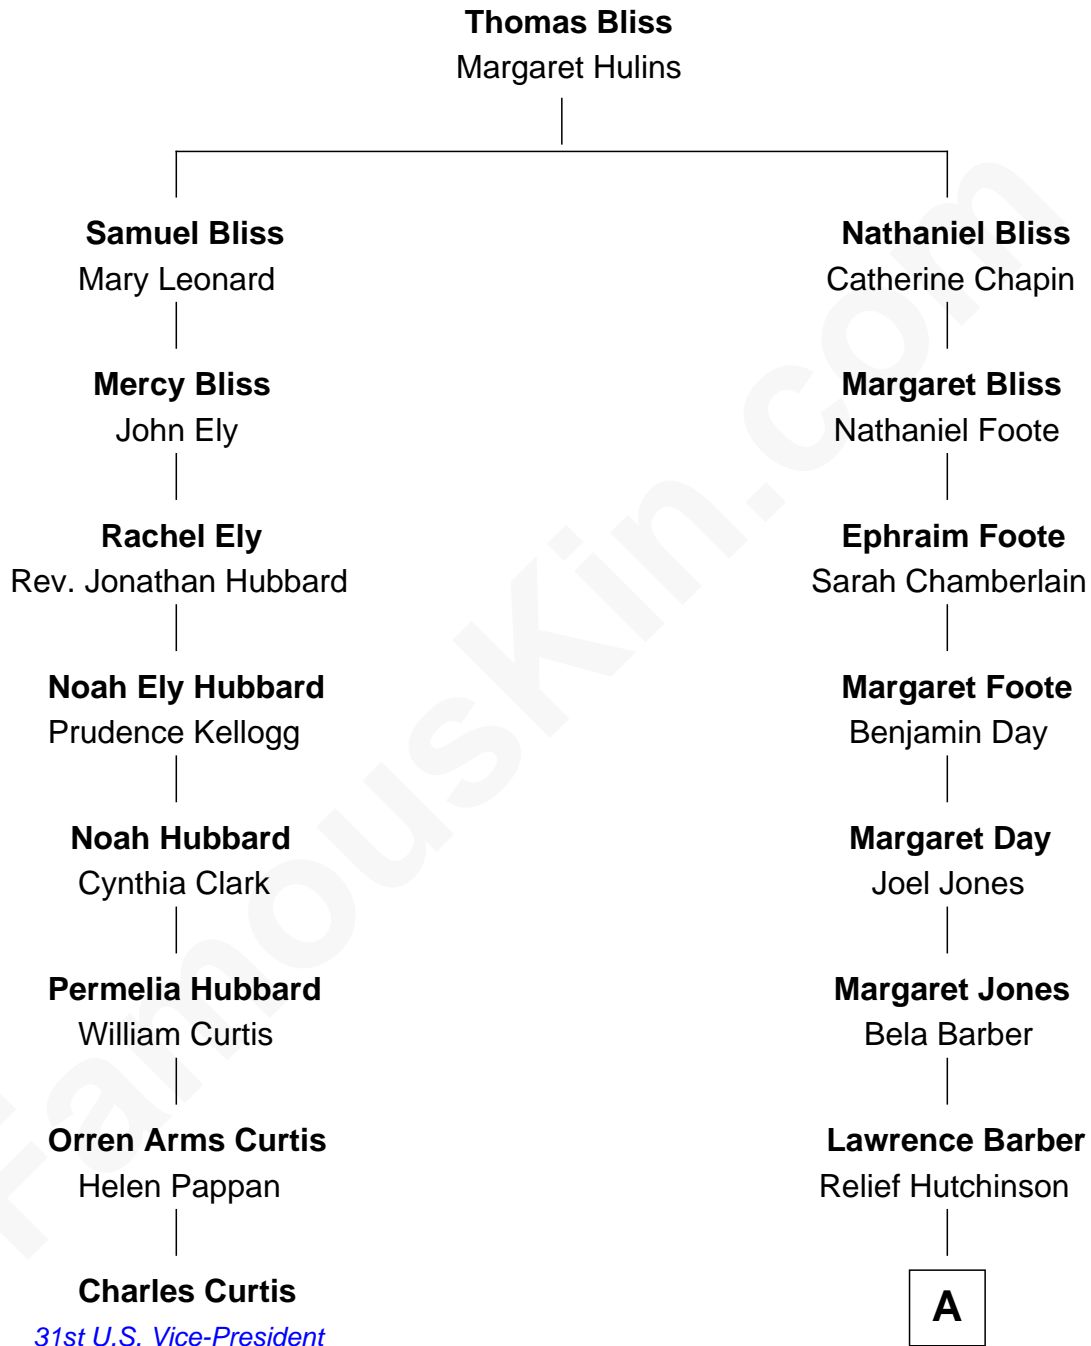 Thomas Bliss
Margaret Hulins
Samuel Bliss
Mary Leonard
Nathaniel Bliss
Catherine Chapin
Mercy Bliss
John Ely
Margaret Bliss
Nathaniel Foote
Rachel Ely
Rev. Jonathan Hubbard
Ephraim Foote
Sarah Chamberlain
Noah Ely Hubbard
Prudence Kellogg
Margaret Foote
Benjamin Day
Noah Hubbard
Cynthia Clark
Margaret Day
Joel Jones
Permelia Hubbard
William Curtis
Margaret Jones
Bela Barber
Orren Arms Curtis
Helen Pappan
Lawrence Barber
Relief Hutchinson
Charles Curtis
31st U.S. Vice-President
A
FamousKin.com